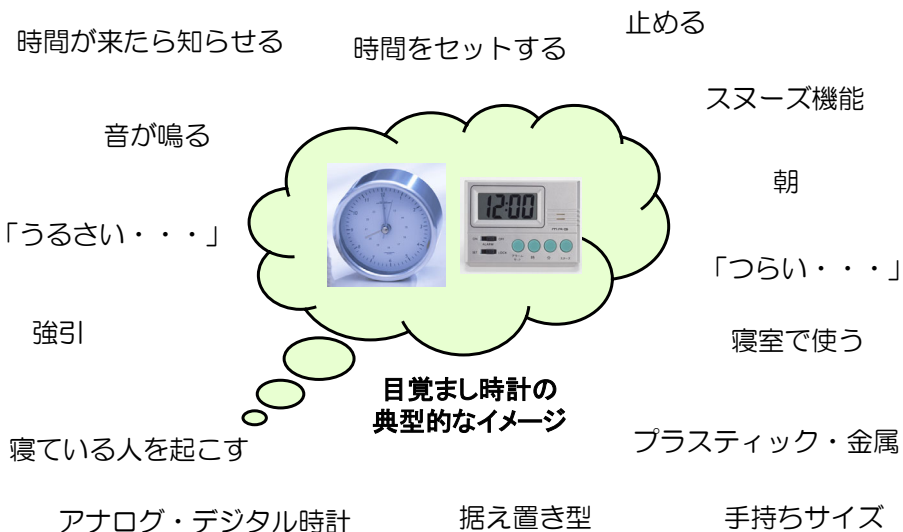 時間が来たら知らせる
時間をセットする
止める
スヌーズ機能
音が鳴る
朝
12:00
「うるさい・・・」
「つらい・・・」
強引
寝室で使う
目覚まし時計の
典型的なイメージ
寝ている人を起こす
プラスティック・金属
アナログ・デジタル時計
据え置き型
手持ちサイズ